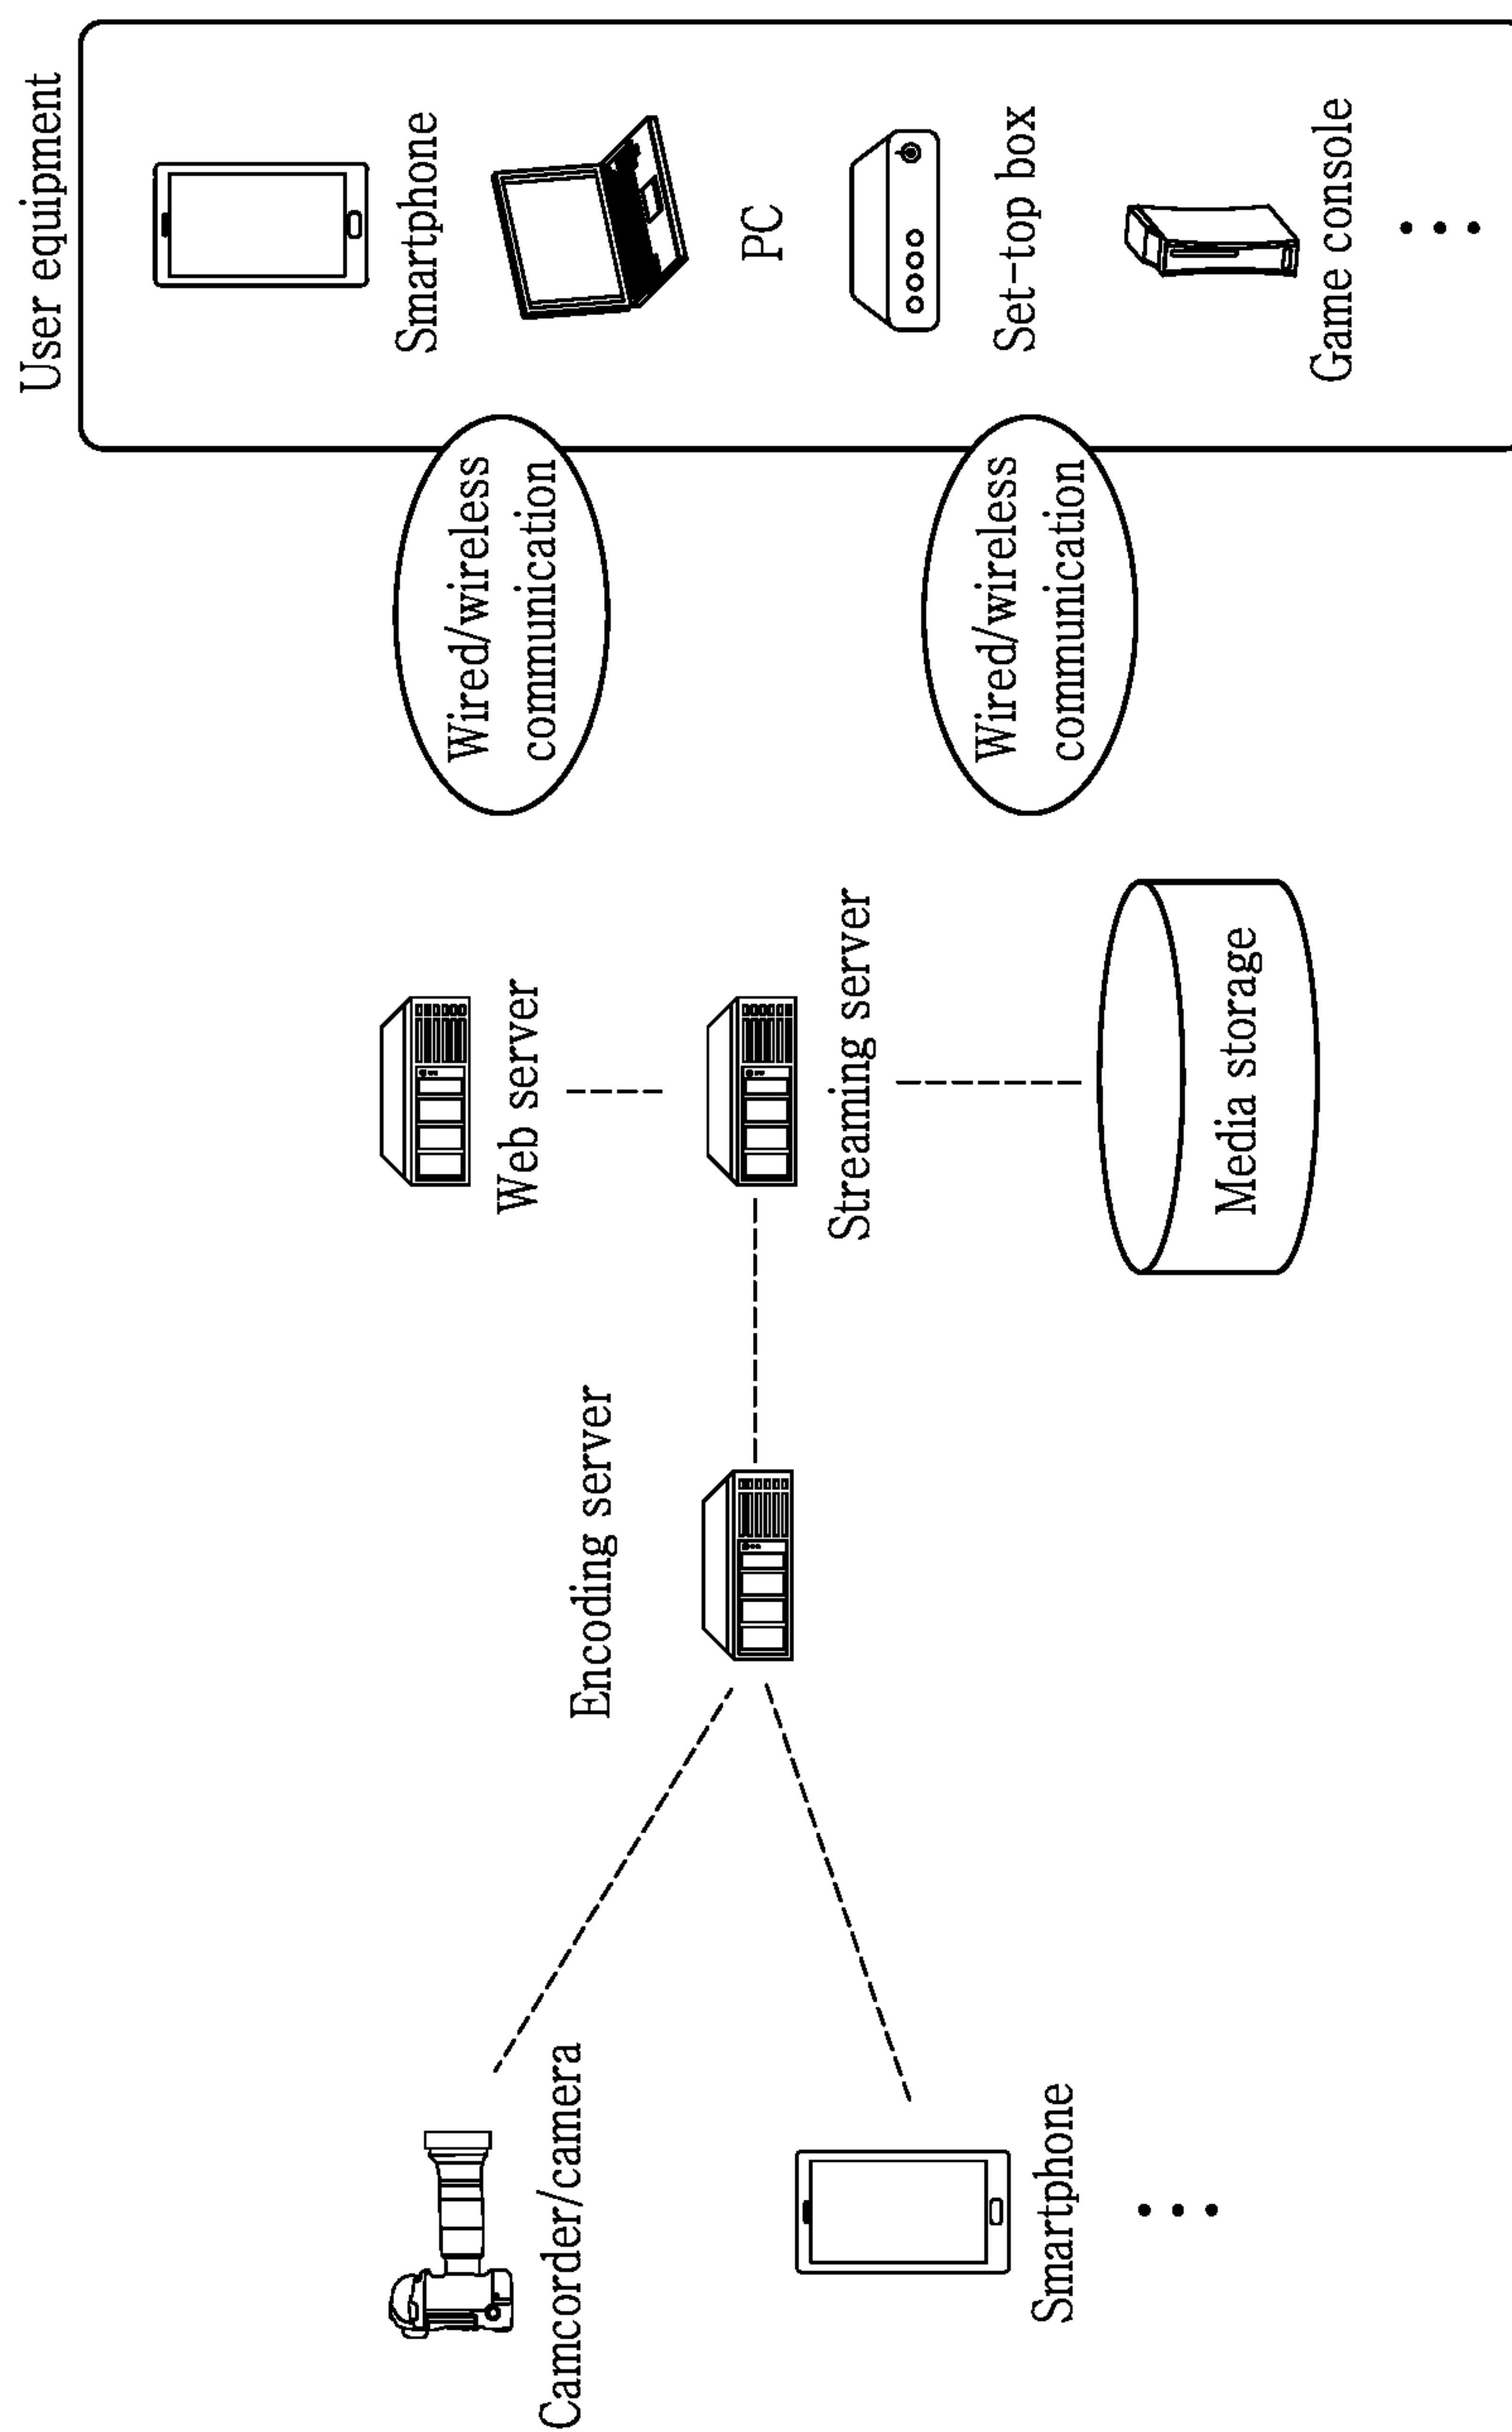 User equipment
Camcorder/camera
Smartphone
Encoding server
Web server
Streaming server
Media storage
Wired/wireless
communication
Wired/wireless
communication
Smartphone
PC
Set-top box
Game console